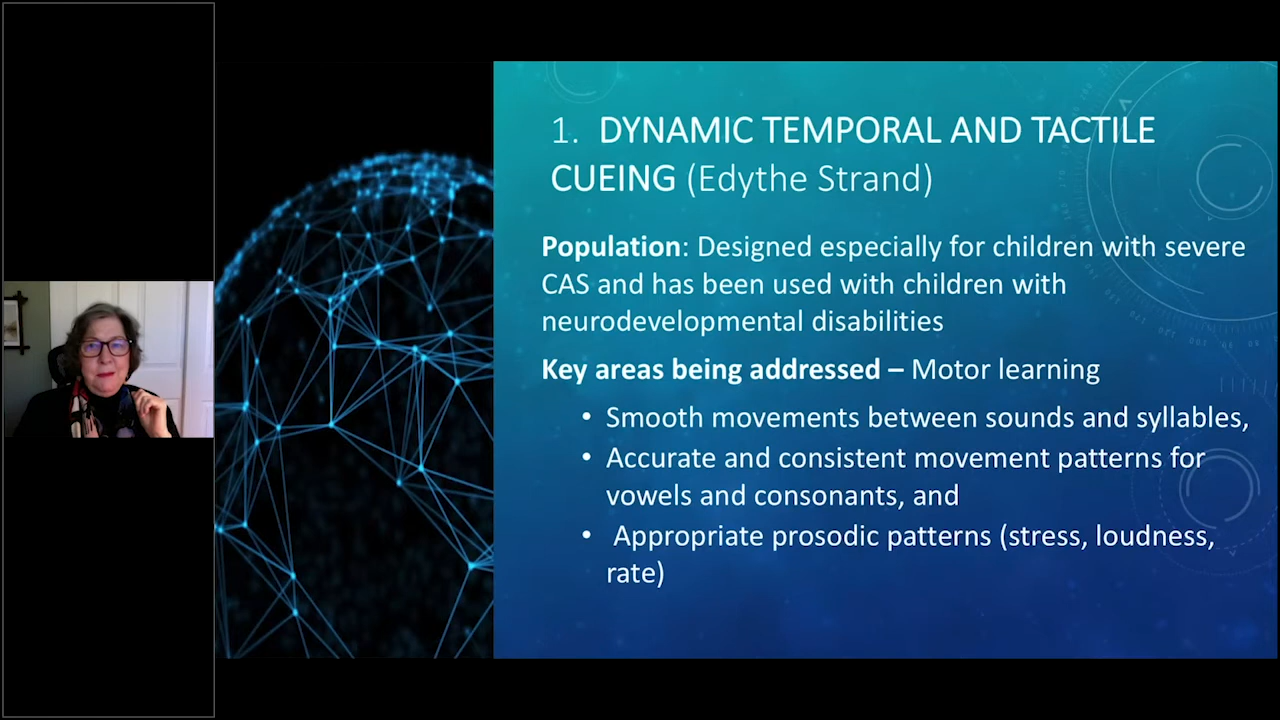 1. DYNAMIC TEMPORAL AND TACTILE
CUEING (Edythe Strand)
Population: Designed especially for children with severe
CAS and has been used with children with
neurodevelopmental disabilities
Key areas being addressed – Motor learning
• Smooth movements between sounds and syllables,
• Accurate and consistent movement patterns for
vowels and consonants, and
• Appropriate prosodic patterns (stress, loudness,
rate)